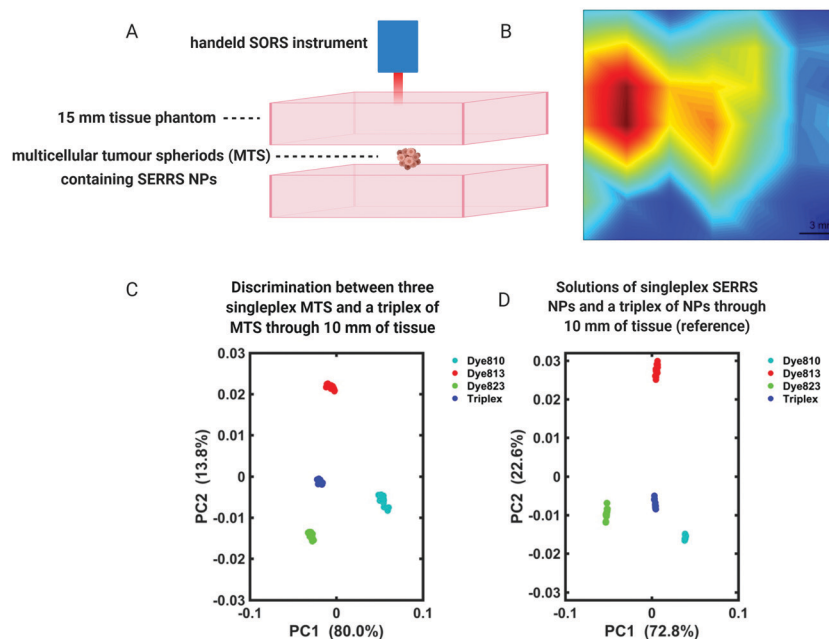 A
handeld SORS instrument
15 mm tissue phantom
multicellular tumour spheriods (MTS)
containing SERRS NPs
B
C
Discrimination between three
singleplex MTS and a triplex of
MTS through 10 mm of tissue
Dye810
Dye813
Dye823
Triplex
0.03
0.02
0.01
0
-0.01
-0.02
-0.03
PC2 (13.8%)
-0.1
0
0.1
PC1 (80.0%)
D
Solutions of singleplex SERRS
NPs and a triplex of NPs through
10 mm of tissue (reference)
Dye810
Dye813
Dye823
Triplex
0.03
0.02
0.01
0
-0.01
-0.02
-0.03
PC2 (22.6%)
-0.1
0
0.1
PC1 (72.8%)